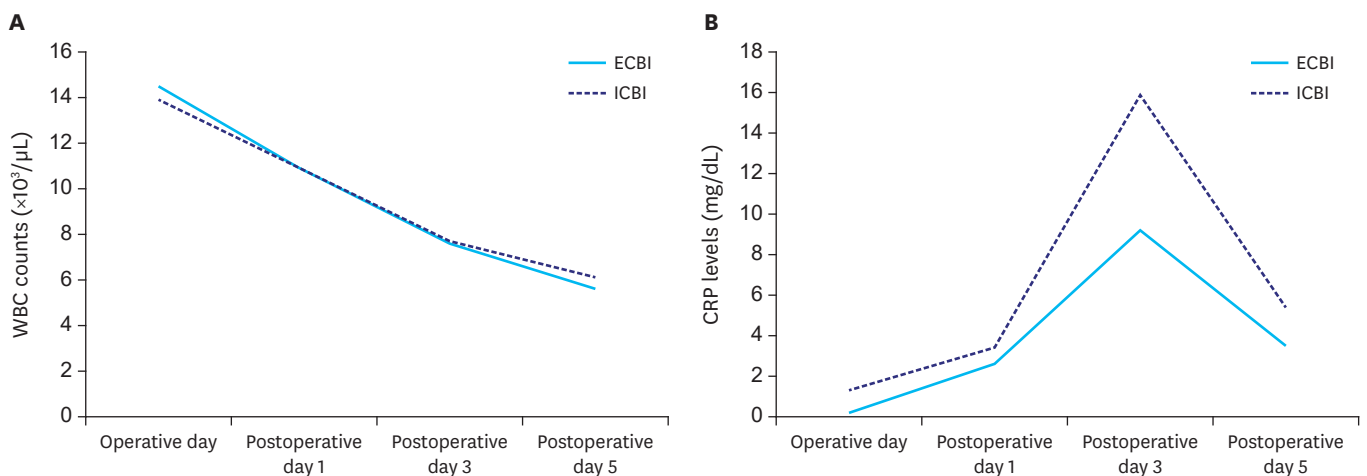 A
WBC counts (×10³/µL)
16
14
12
10
8
6
4
2
0
ECBI
ICBI
Operative day
Postoperative
day 1
Postoperative
day 3
Postoperative
day 5
B
CRP levels (mg/dL)
18
16
14
12
10
8
6
4
2
0
ECBI
ICBI
Operative day
Postoperative
day 1
Postoperative
day 3
Postoperative
day 5